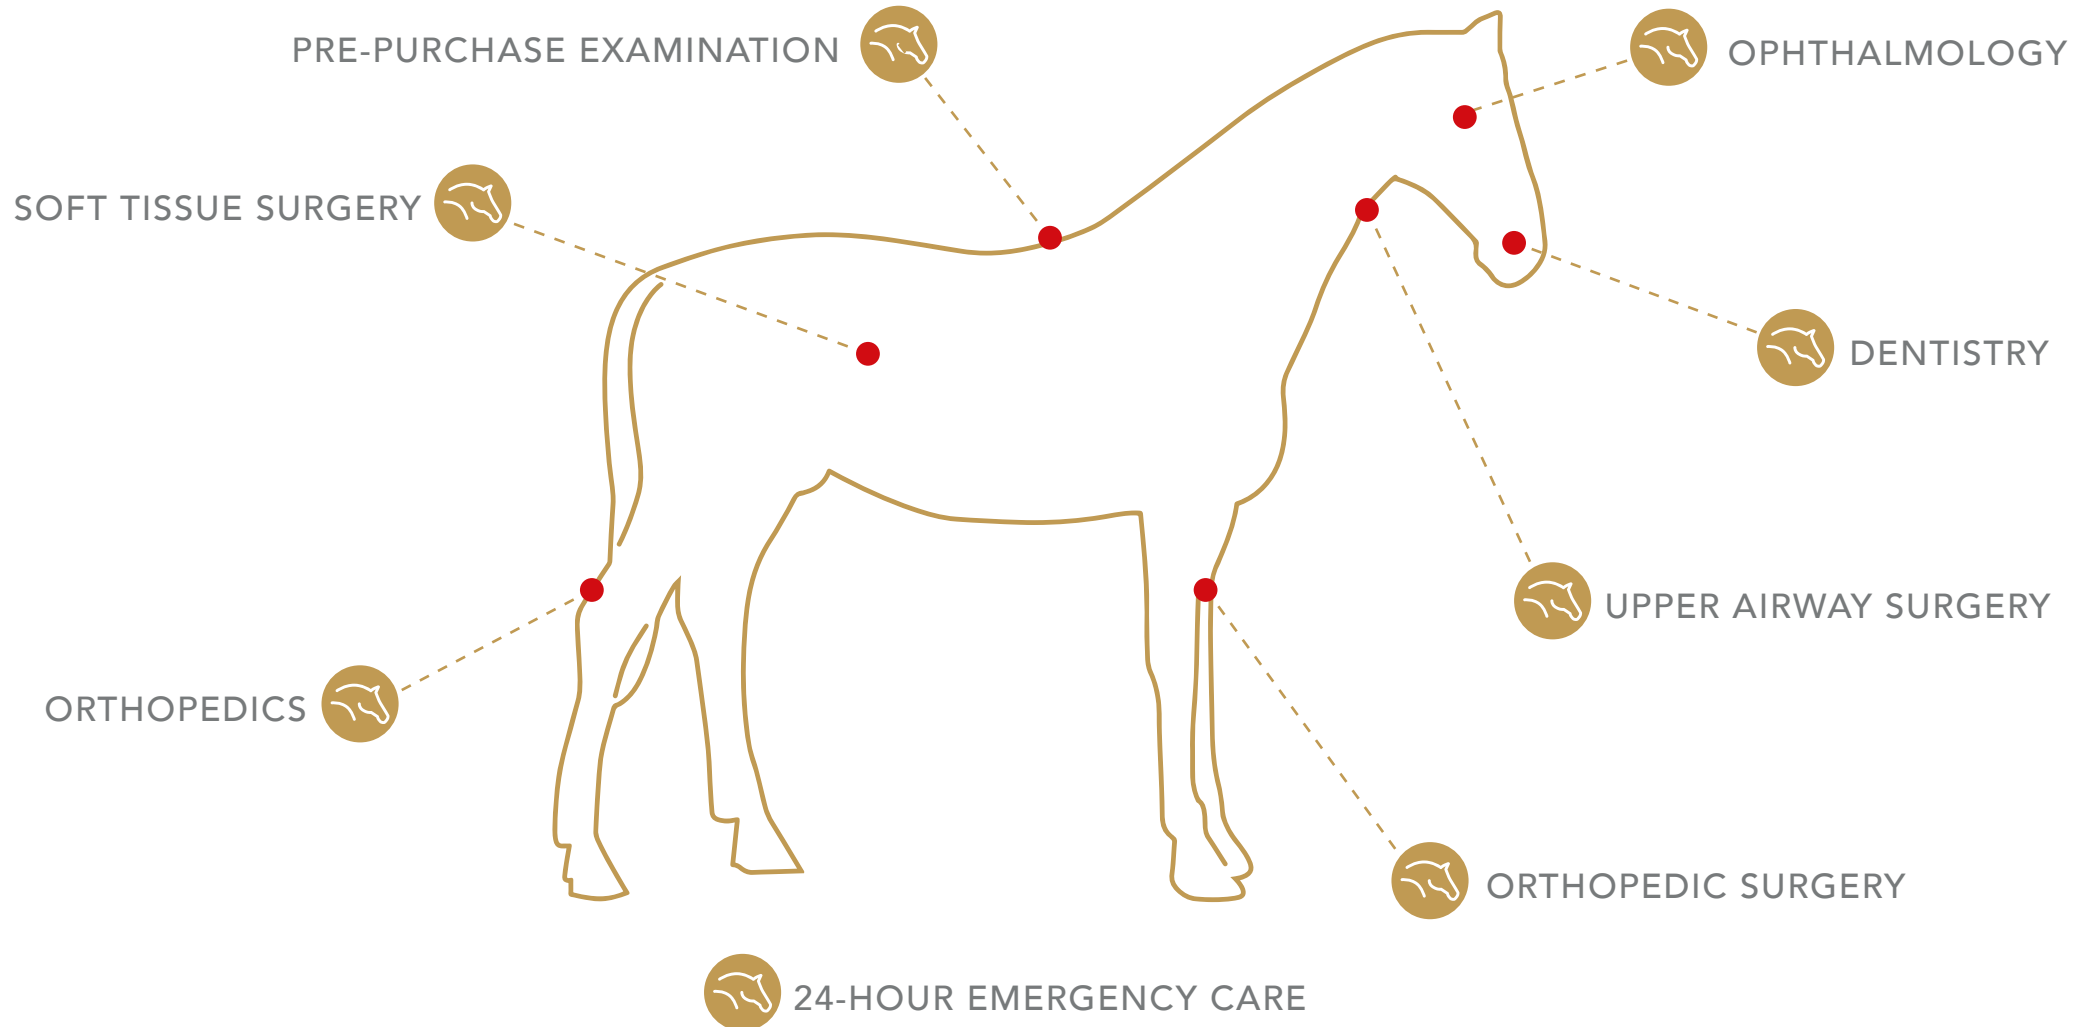 PRE-PURCHASE EXAMINATION
OPHTHALMOLOGY
SOFT TISSUE SURGERY
DENTISTRY
UPPER AIRWAY SURGERY
ORTHOPEDICS
ORTHOPEDIC SURGERY
24-HOUR EMERGENCY CARE